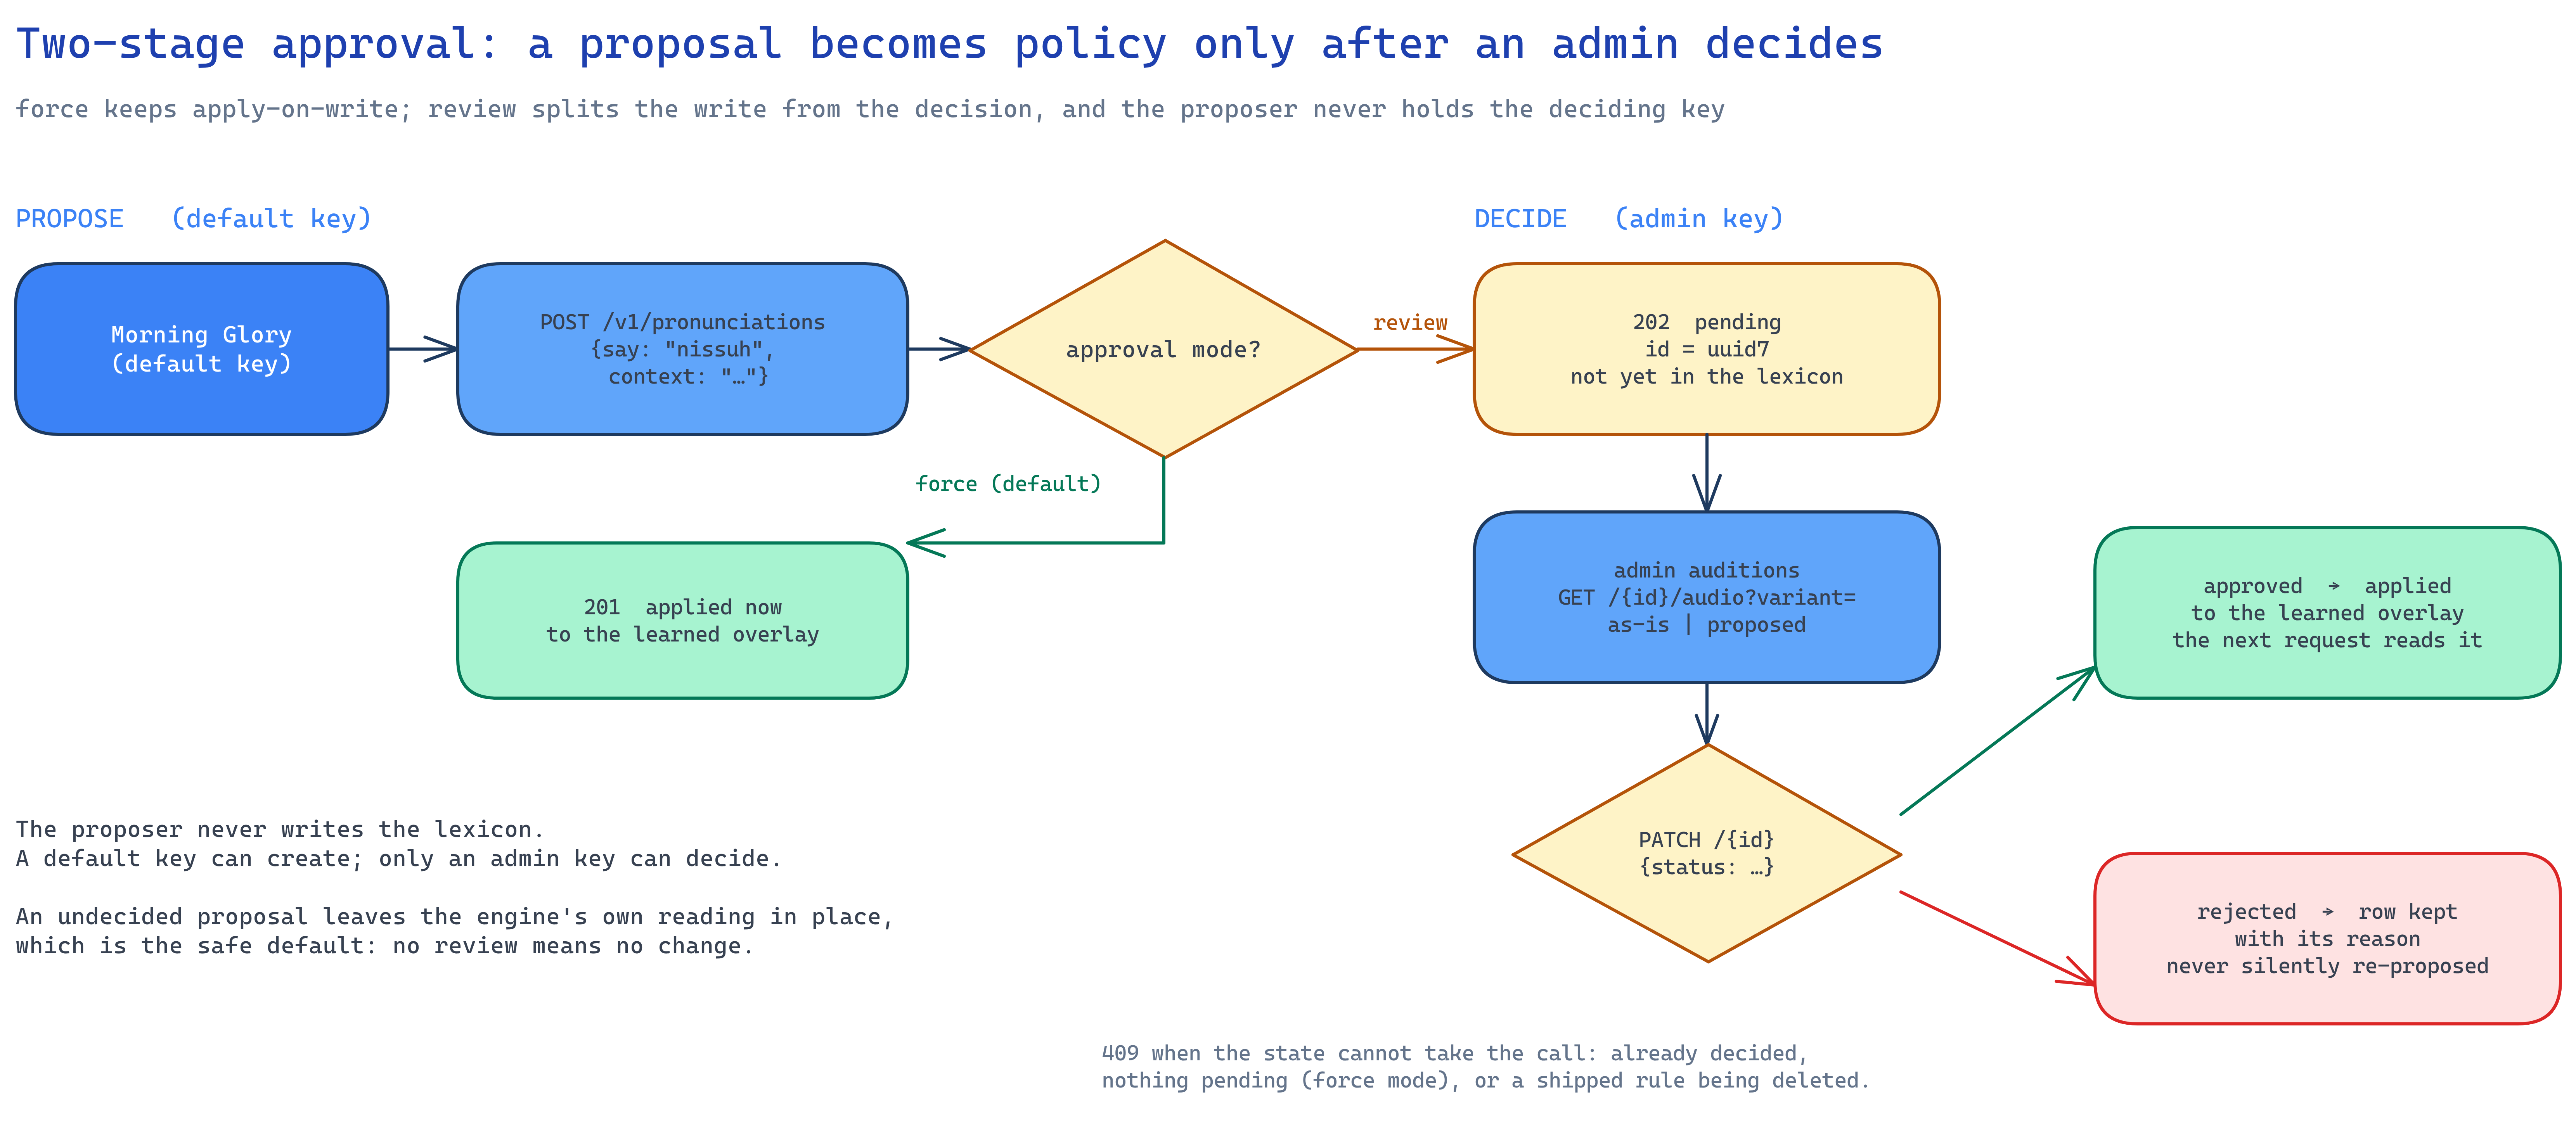 Two-stage approval: a proposal becomes policy only after an admin decides
force keeps apply-on-write; review splits the write from the decision, and the proposer never holds the deciding key
PROPOSE   (default key)
Morning Glory
(default key)
POST /v1/pronunciations
{say: "nissuh",
context: "…"}
approval mode?
force (default)
201  applied now
to the learned overlay
review
DECIDE   (admin key)
202  pending
id = uuid7
not yet in the lexicon
admin auditions
GET /{id}/audio?variant=
as-is | proposed
PATCH /{id}
{status: …}
approved  →  applied
to the learned overlay
the next request reads it
rejected  →  row kept
with its reason
never silently re-proposed
The proposer never writes the lexicon.
A default key can create; only an admin key can decide.
An undecided proposal leaves the engine's own reading in place,
which is the safe default: no review means no change.
409 when the state cannot take the call: already decided,
nothing pending (force mode), or a shipped rule being deleted.